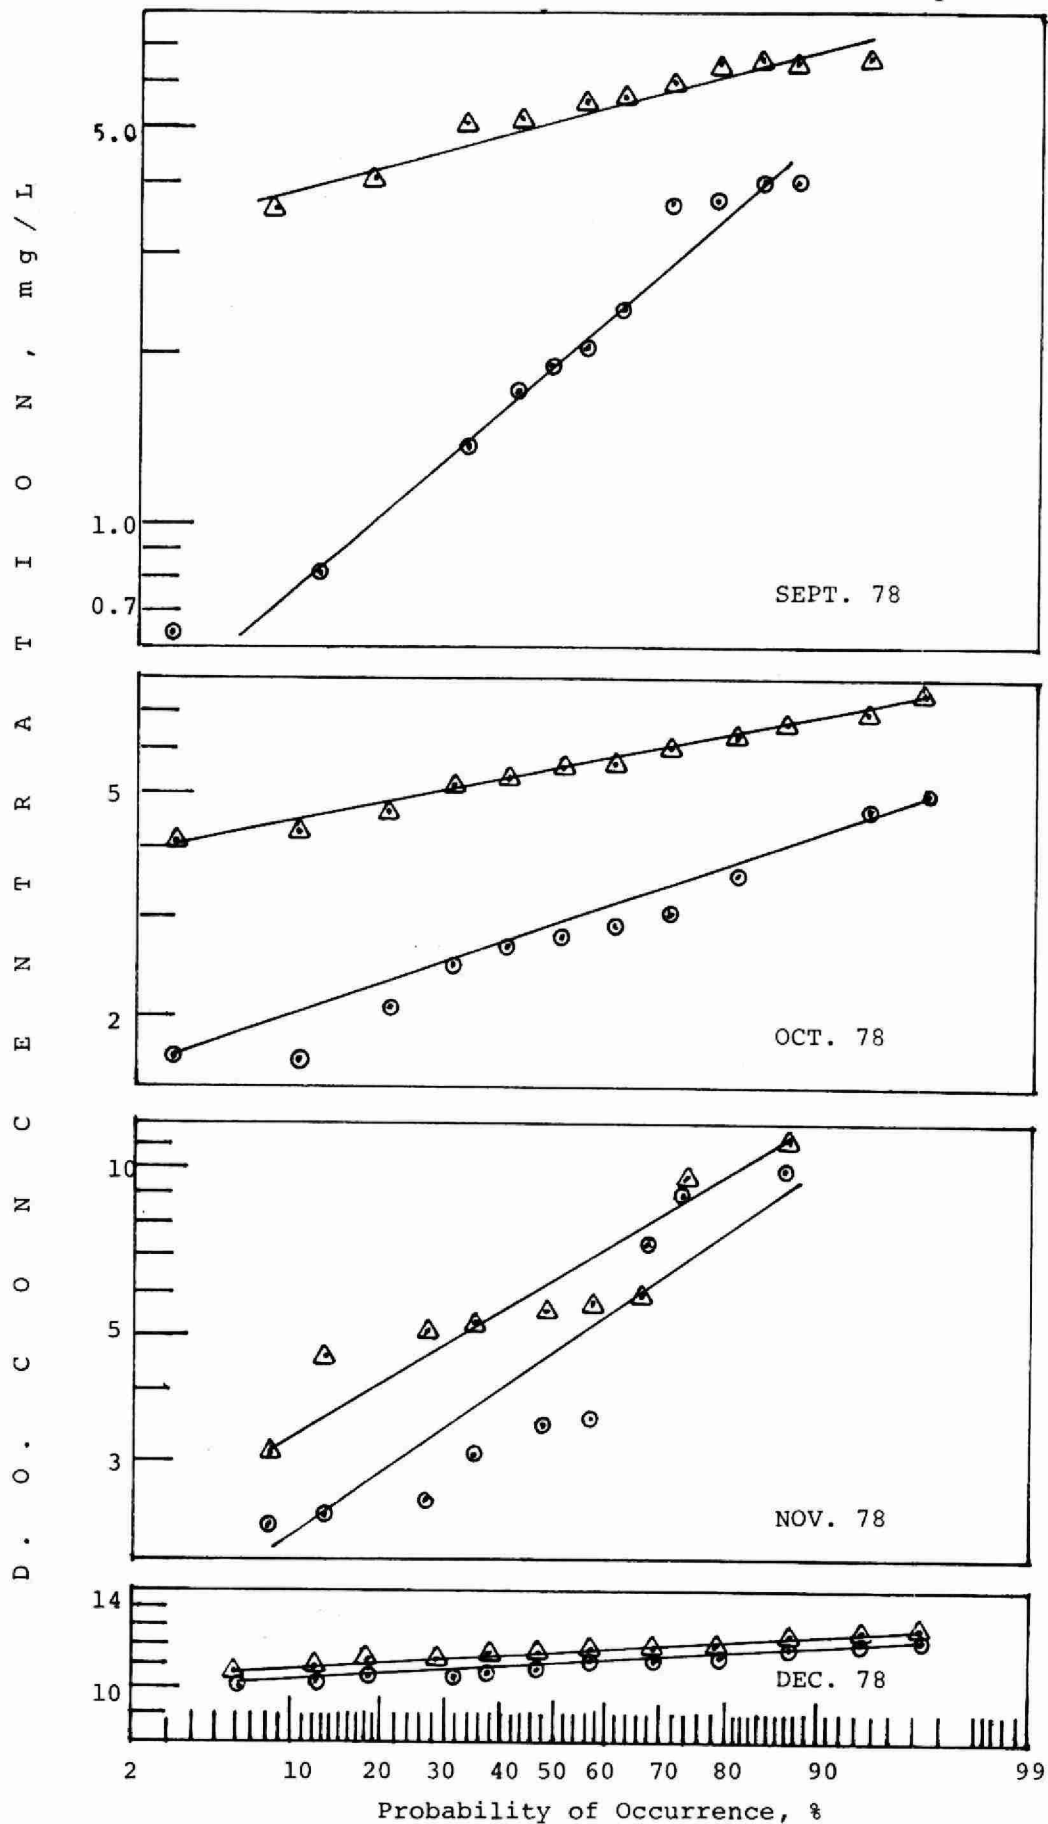 D. O. CONCENTRATION, mg/L
5.0
1.0
0.7
SEPT. 78
5
2
OCT. 78
10
5
3
NOV. 78
14
10
DEC. 78
2 10 20 30 40 50 60 70 80 90 99
Probability of Occurrence, %